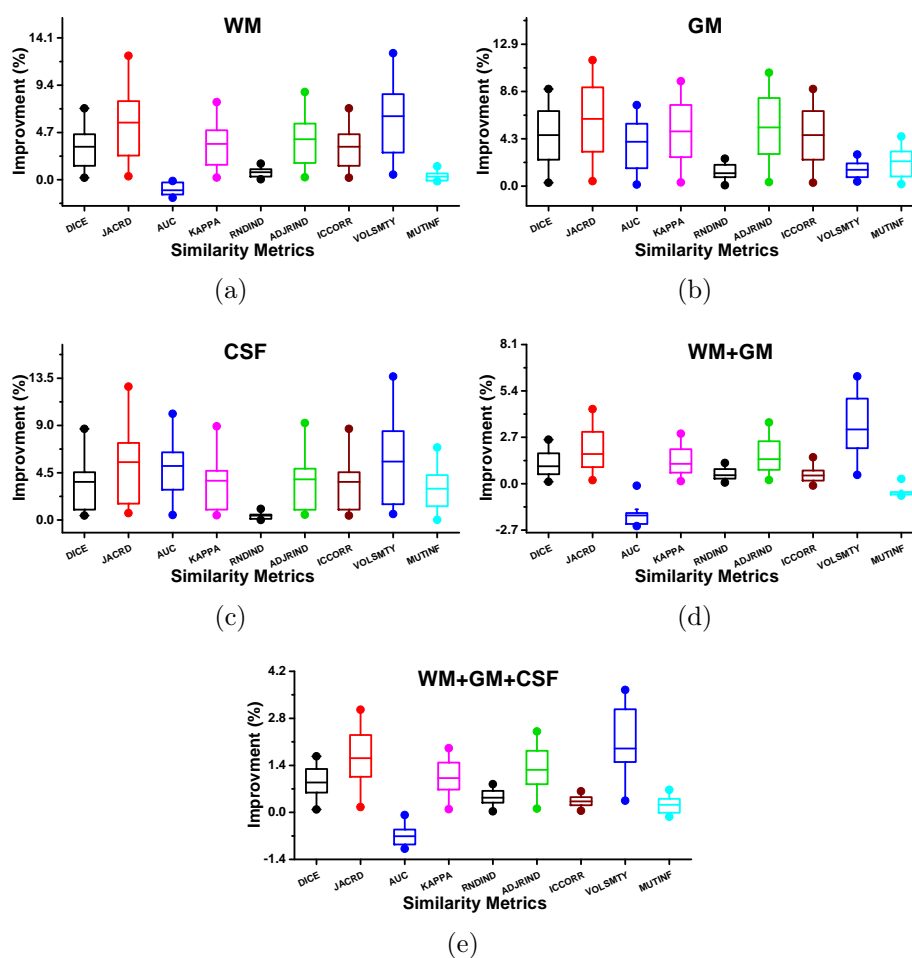 WM
Improvment (%)
14.1
9.4
4.7
0.0
DICE JACRD AUC KAPPA RNDIND ADJRIND ICCORR VOLSMTY MUTINF
Similarity Metrics
(a)
GM
Improvment (%)
12.9
8.6
4.3
0.0
DICE JACRD AUC KAPPA RNDIND ADJRIND ICCORR VOLSMTY MUTINF
Similarity Metrics
(b)
CSF
Improvment (%)
13.5
9.0
4.5
0.0
DICE JACRD AUC KAPPA RNDIND ADJRIND ICCORR VOLSMTY MUTINF
Similarity Metrics
(c)
WM+GM
Improvment (%)
8.1
5.4
2.7
0.0
-2.7
DICE JACRD AUC KAPPA RNDIND ADJRIND ICCORR VOLSMTY MUTINF
Similarity Metrics
(d)
WM+GM+CSF
Improvment (%)
4.2
2.8
1.4
0.0
-1.4
DICE JACRD AUC KAPPA RNDIND ADJRIND ICCORR VOLSMTY MUTINF
Similarity Metrics
(e)